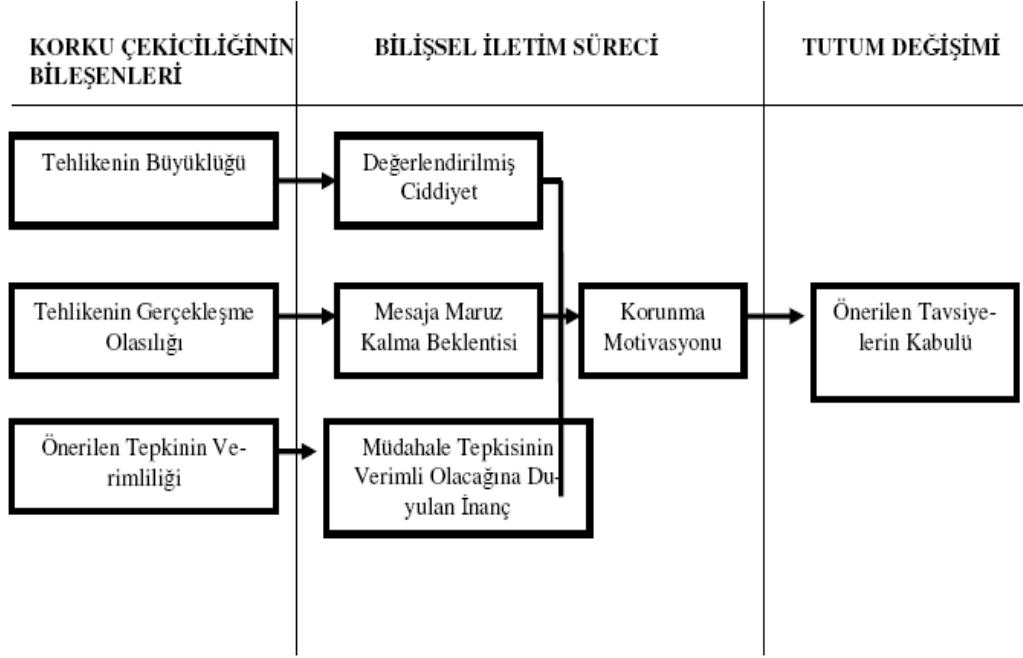 KORKU ÇEKİCİLİĞİNİN
BİLEŞENLERİ
BİLİŞSEL İLETİM SÜRECİ
TUTUM DEĞİŞİMİ
Tehlikenin Büyüklüğü
Değerlendirilmiş
Ciddiyet
Tehlikenin Gerçekleşme
Olasılığı
Mesaja Maruz
Kalma Beklentisi
Korunma
Motivasyonu
Önerilen Tavsiye-
lerin Kabulü
Önerilen Tepkinin Ve-
rimliliği
Müdahale Tepkisinin
Verimli Olacağına Du-
yulan İnanç